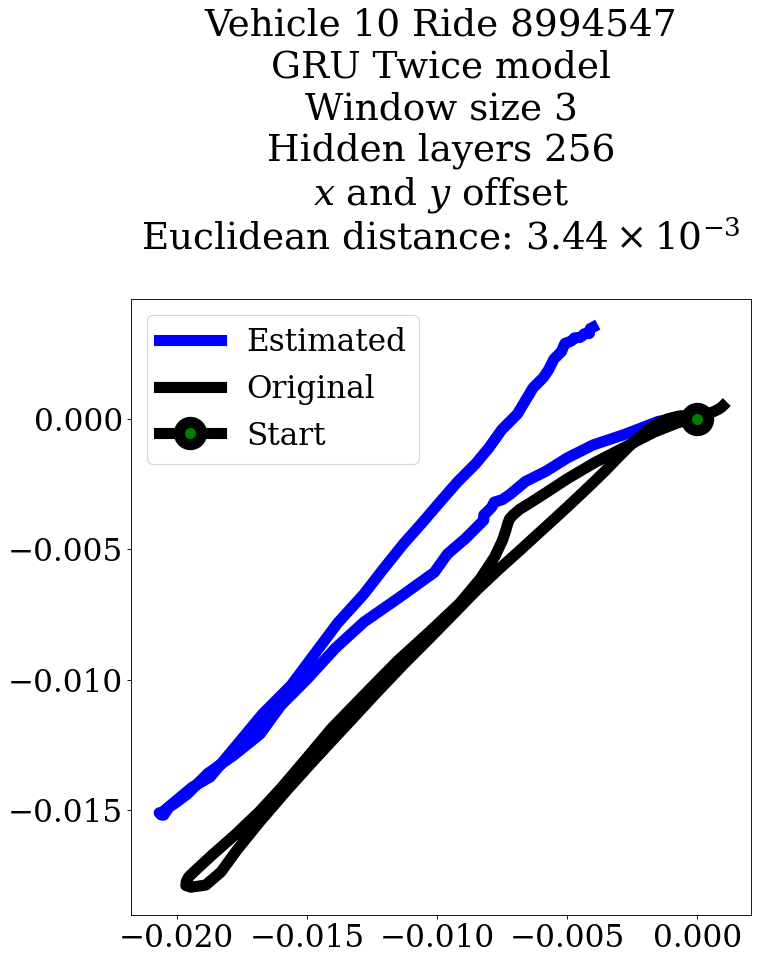 Vehicle 10 Ride 8994547
GRU Twice model
Window size 3
Hidden layers 256
x and y offset
Euclidean distance: 3.44 × 10⁻³
Estimated
Original
Start
0.000
−0.005
−0.010
−0.015
−0.020 −0.015 −0.010 −0.005 0.000